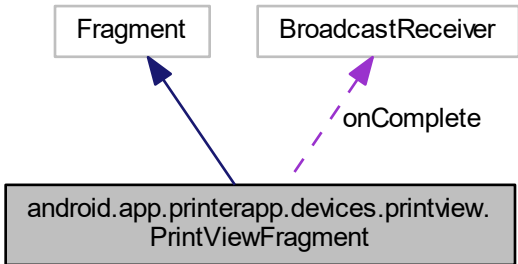 Fragment
BroadcastReceiver
onComplete
android.app.printerapp.devices.printview.
PrintViewFragment